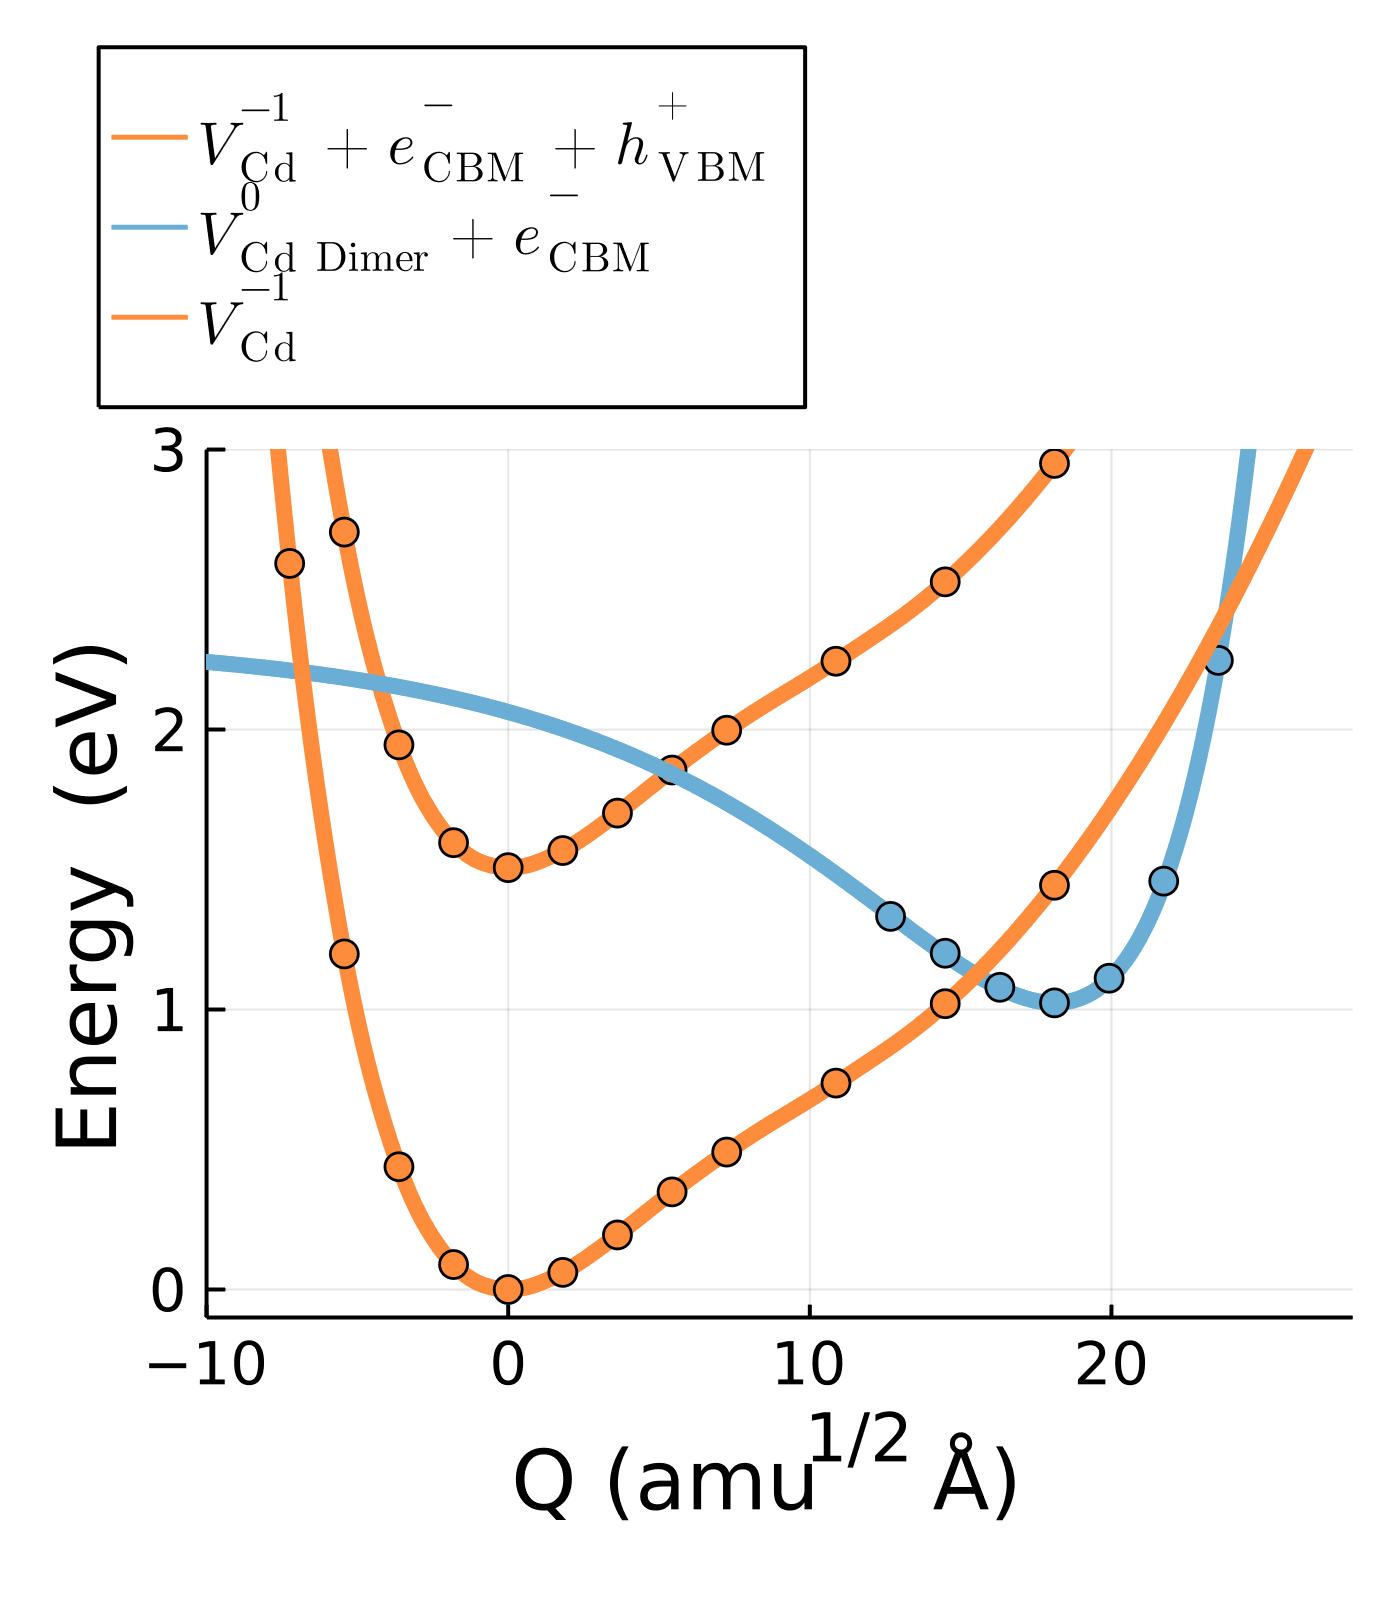 V_Cd^−1 + e_CBM^− + h_VBM^+
V_Cd Dimer^0 + e_CBM^−
V_Cd^−1
3
2
1
0
Energy (eV)
−10 0 10 20
Q (amu^1/2 Å)